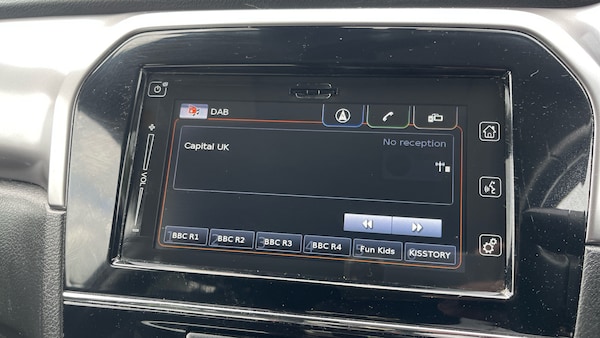 DAB
Capital UK
No reception
VOL
BBC R1
BBC R2
BBC R3
BBC R4
Fun Kids
KISSTORY